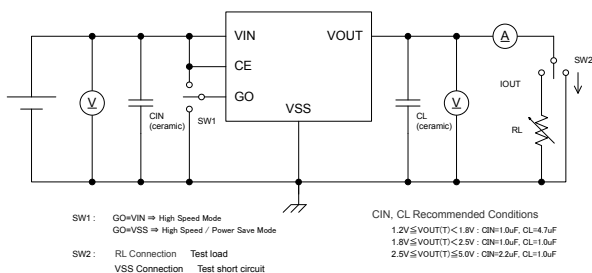 VIN
VOUT
CE
GO
VSS
V
CIN
(ceramic)
SW1
CL
(ceramic)
V
A
SW2
IOUT
RL
SW1 : GO=VIN ⇒ High Speed Mode
GO=VSS ⇒ High Speed / Power Save Mode
SW2 : RL Connection Test load
VSS Connection Test short circuit
CIN, CL Recommended Conditions
1.2V≦VOUT(T)<1.8V : CIN=1.0uF, CL=4.7uF
1.8V≦VOUT(T)<2.5V : CIN=1.0uF, CL=1.0uF
2.5V≦VOUT(T)≦5.0V : CIN=2.2uF, CL=1.0uF